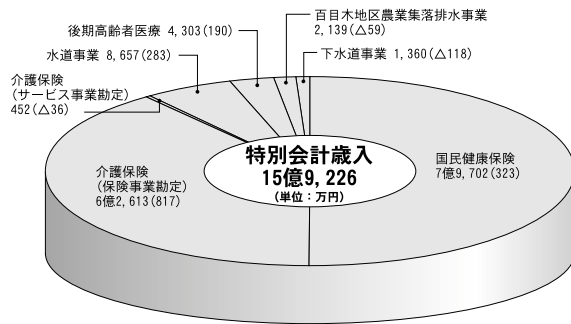 百目木地区農業集落排水事業
2,139(△59)
後期高齢者医療 4,303(190)
下水道事業 1,360(△118)
水道事業 8,657(283)
介護保険
(サービス事業勘定)
452(△36)
特別会計歳入
15億9,226
(単位：万円)
国民健康保険
7億9,702(323)
介護保険
(保険事業勘定)
6億2,613(817)